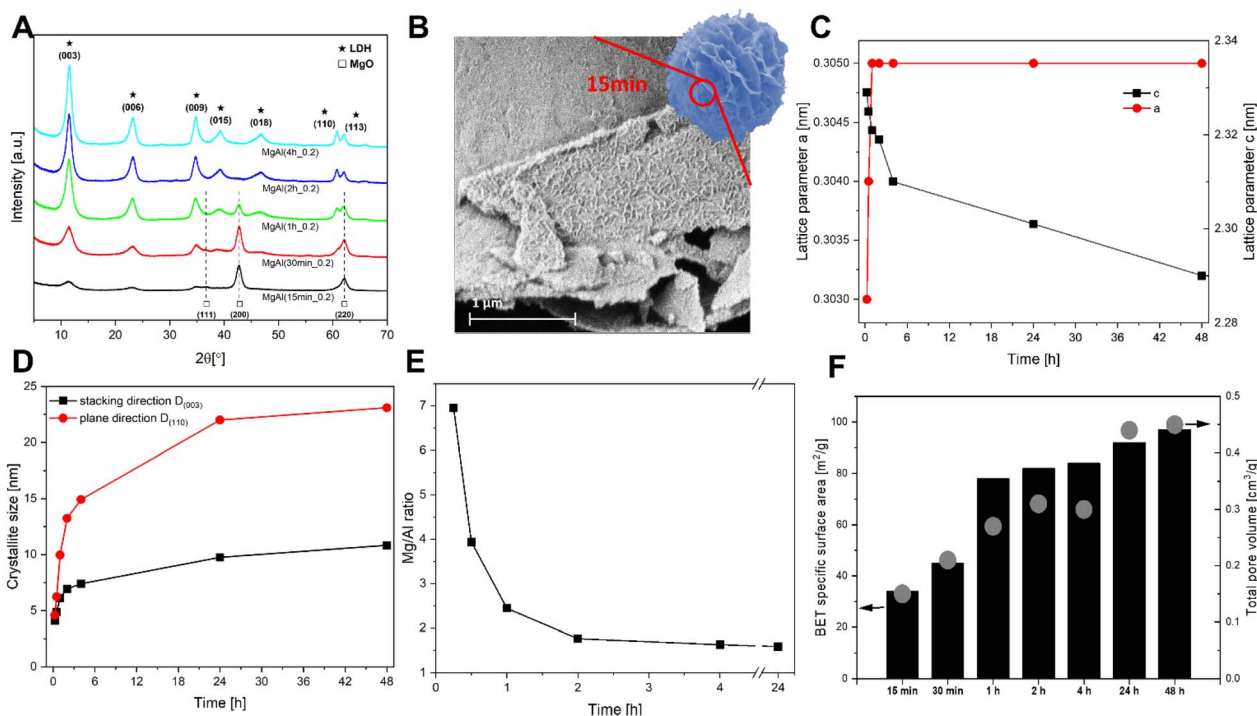 A
★ LDH
□ MgO
★
(003)
★
(006)
★
(009)
★
(015)
★
(018)
★
(110)
★
(113)
MgAl(4h_0.2)
MgAl(2h_0.2)
MgAl(1h_0.2)
MgAl(30min_0.2)
MgAl(15min_0.2)
□ □ □
(111) (200) (220)
Intensity [a.u.]
10 20 30 40 50 60 70
2θ[°]
B
15min
1 µm
C
c
a
Lattice parameter a [nm]
0.3050
0.3045
0.3040
0.3035
0.3030
Lattice parameter c [nm]
2.34
2.33
2.32
2.30
2.29
2.28
0 6 12 18 24 30 36 42 48
Time [h]
D
stacking direction D(003)
plane direction D(110)
Crystallite size [nm]
25
20
15
10
5
0
0 6 12 18 24 30 36 42 48
Time [h]
E
Mg/Al ratio
7
6
5
4
3
2
1
0 1 2 3 4 24
Time [h]
F
BET specific surface area [m²/g]
100
80
60
40
20
0
Total pore volume [cm³/g]
0.5
0.4
0.3
0.2
0.1
0.0
15 min 30 min 1 h 2 h 4 h 24 h 48 h